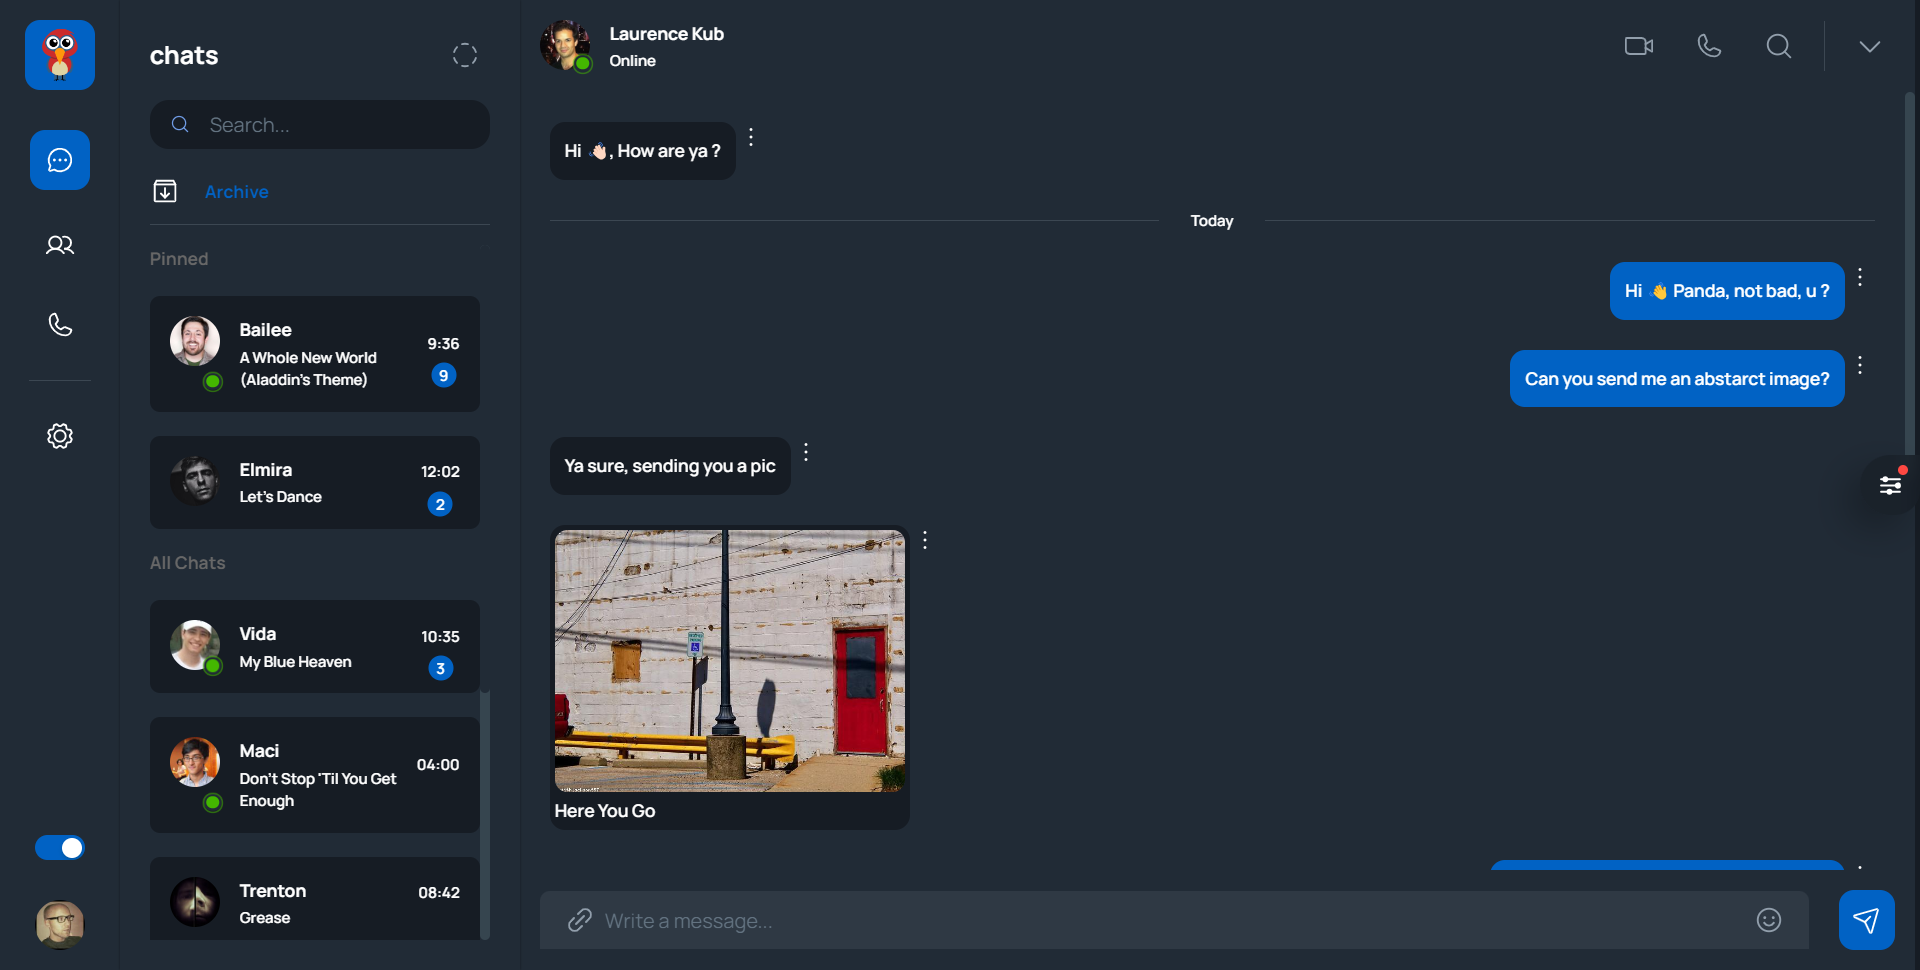 chats
Search...
Archive
Pinned
Bailee
9:36
A Whole New World
(Aladdin's Theme)
9
Elmira
12:02
Let's Dance
2
All Chats
Vida
10:35
My Blue Heaven
3
Maci
04:00
Don't Stop 'Til You Get
Enough
Trenton
08:42
Grease
Laurence Kub
Online
Hi 👋🏻, How are ya ?
Today
Hi 👋 Panda, not bad, u ?
Can you send me an abstarct image?
Ya sure, sending you a pic
Here You Go
Write a message...